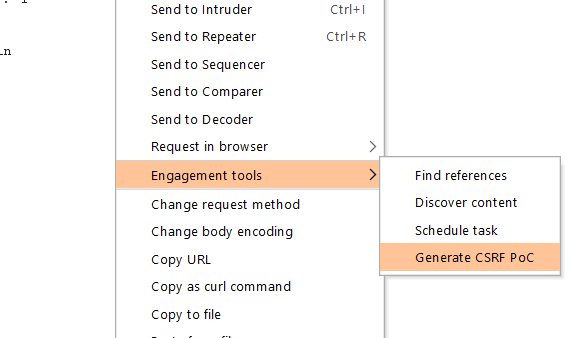 Send to Intruder Ctrl+I
Send to Repeater Ctrl+R
Send to Sequencer
Send to Comparer
Send to Decoder
Request in browser
Engagement tools
Find references
Discover content
Schedule task
Generate CSRF PoC
Change request method
Change body encoding
Copy URL
Copy as curl command
Copy to file